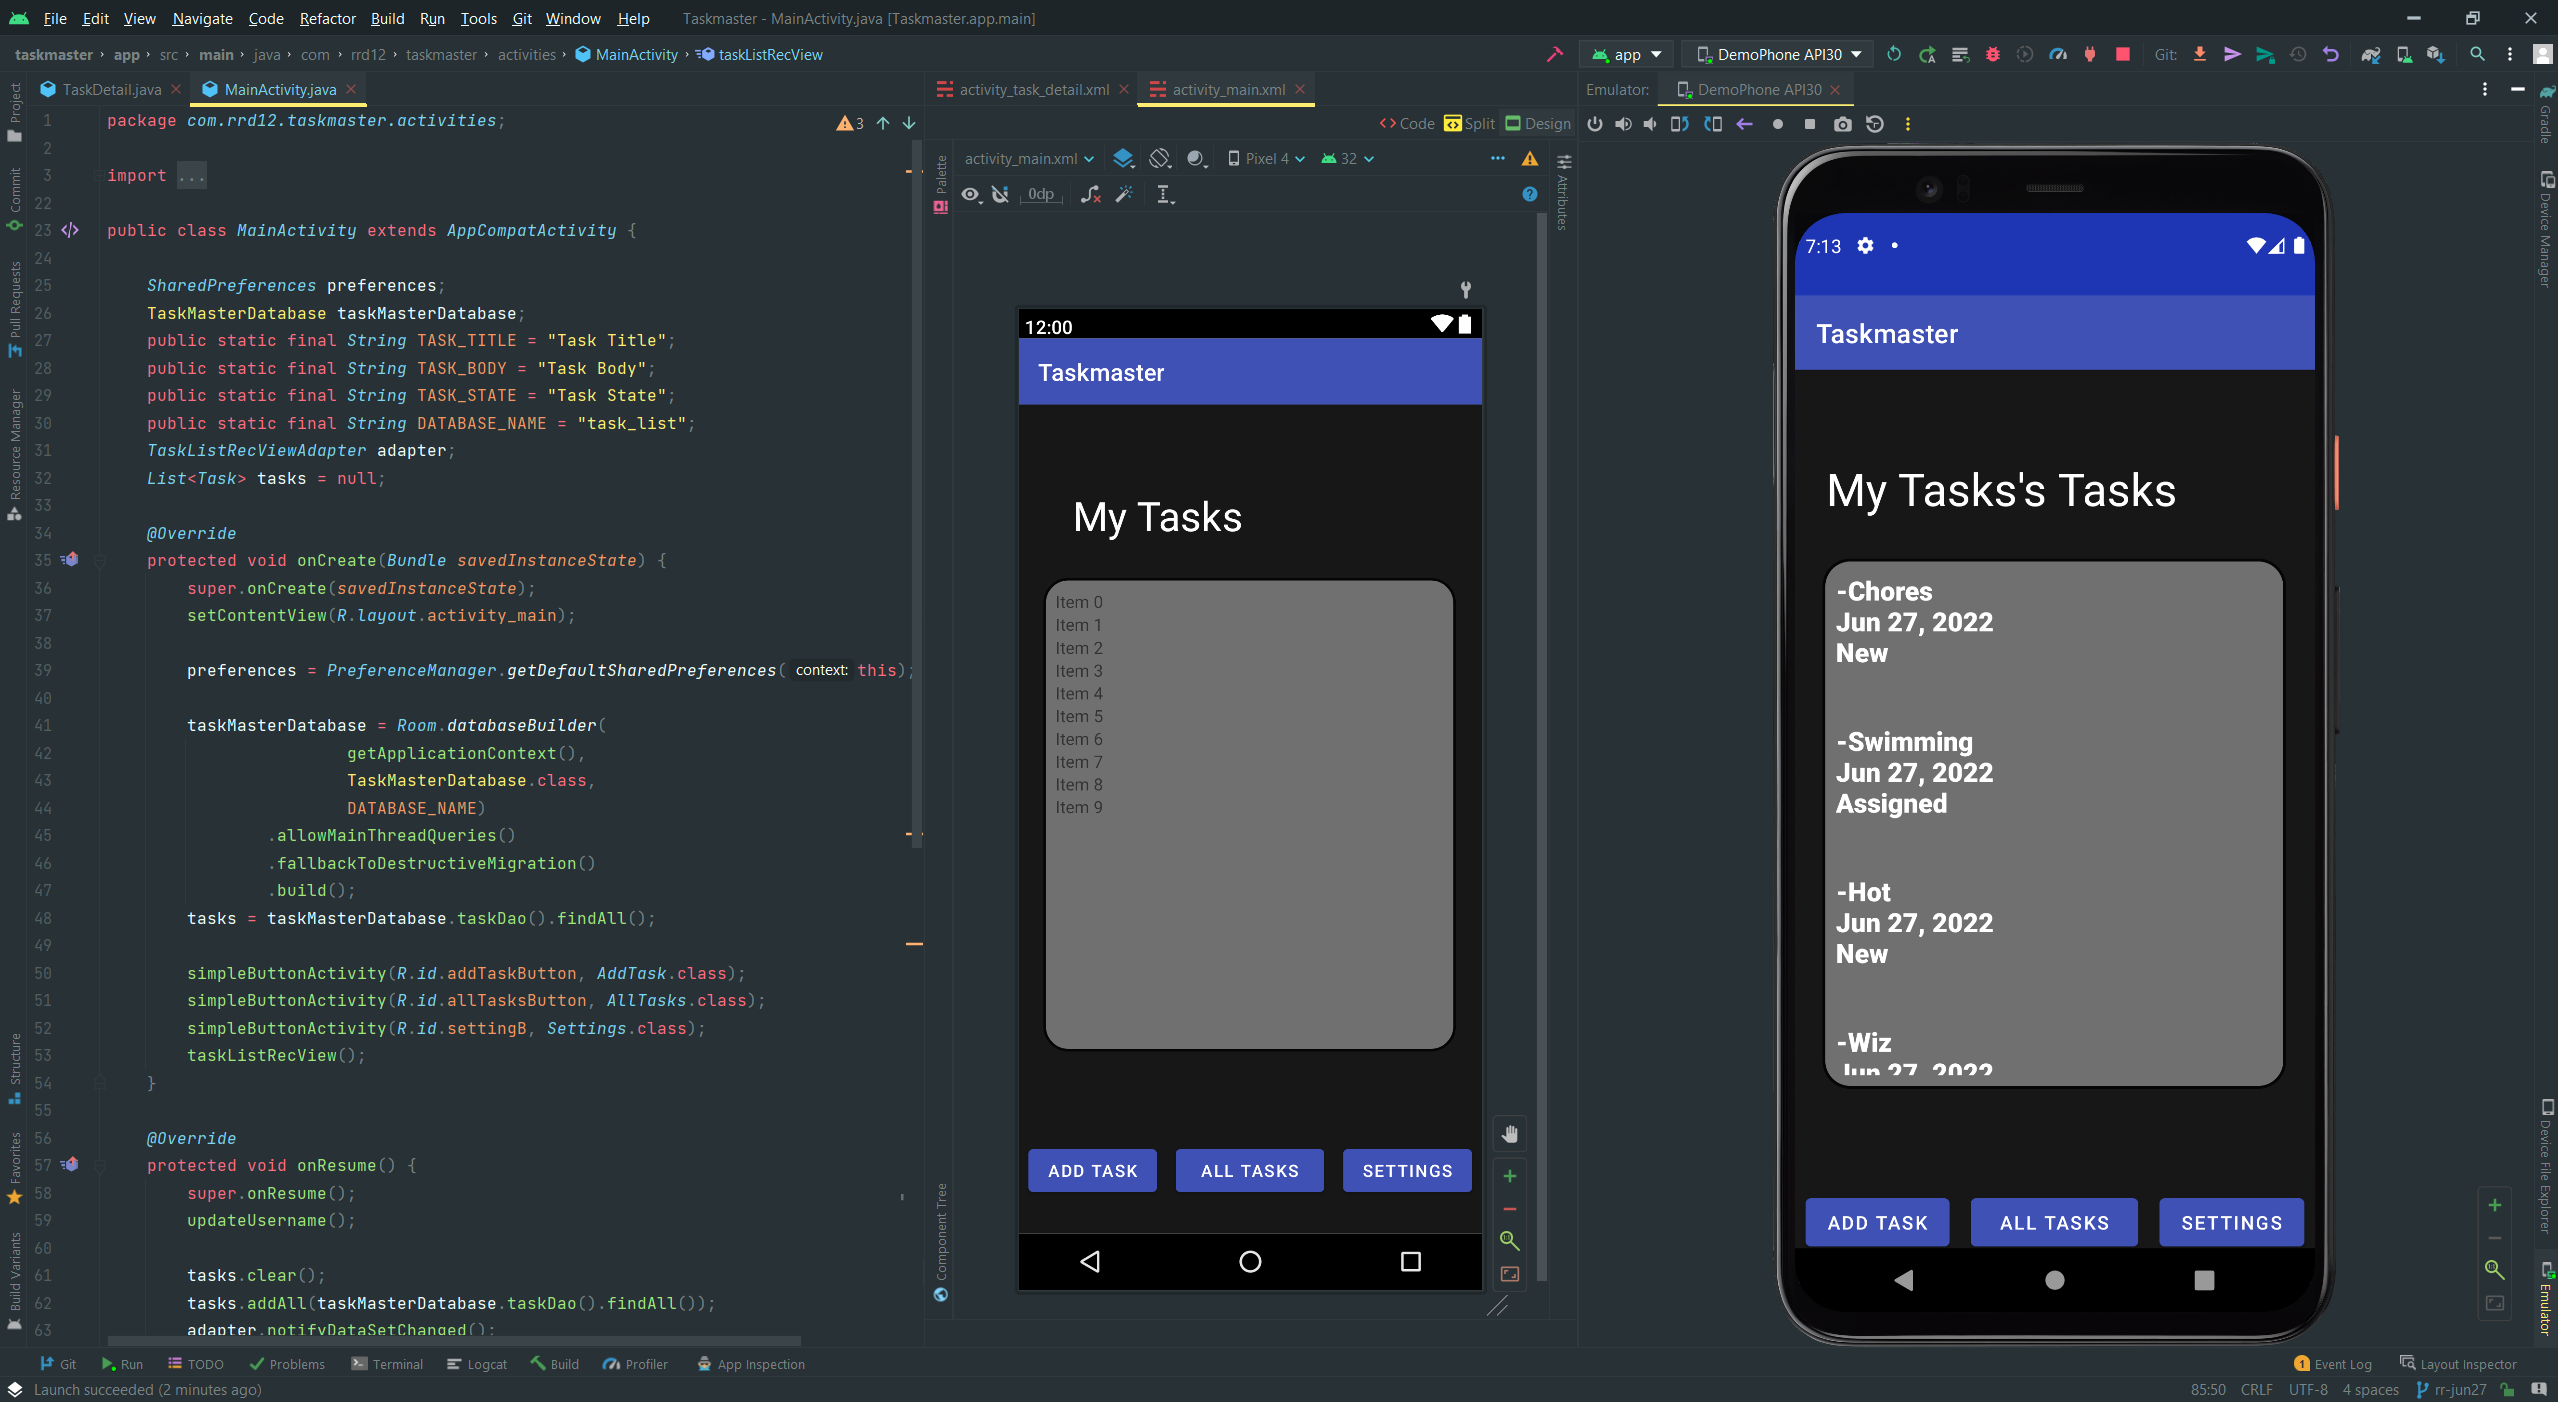 File Edit View Navigate Code Refactor Build Run Tools Git Window Help Taskmaster - MainActivity.java [Taskmaster.app.main]
taskmaster › app › src › main › java › com › rrd12 › taskmaster › activities › MainActivity › taskListRecView
app DemoPhone API30 Git:
TaskDetail.java MainActivity.java
activity_task_detail.xml activity_main.xml
Emulator: DemoPhone API30
Project
Commit
Pull Requests
Resource Manager
Structure
Favorites
Build Variants
3
1 package com.rrd12.taskmaster.activities;
2
3 import ...
22
23 public class MainActivity extends AppCompatActivity {
24
25 SharedPreferences preferences;
26 TaskMasterDatabase taskMasterDatabase;
27 public static final String TASK_TITLE = "Task Title";
28 public static final String TASK_BODY = "Task Body";
29 public static final String TASK_STATE = "Task State";
30 public static final String DATABASE_NAME = "task_list";
31 TaskListRecViewAdapter adapter;
32 List<Task> tasks = null;
33
34 @Override
35 protected void onCreate(Bundle savedInstanceState) {
36 super.onCreate(savedInstanceState);
37 setContentView(R.layout.activity_main);
38
39 preferences = PreferenceManager.getDefaultSharedPreferences( context: this);
40
41 taskMasterDatabase = Room.databaseBuilder(
42 getApplicationContext(),
43 TaskMasterDatabase.class,
44 DATABASE_NAME)
45 .allowMainThreadQueries()
46 .fallbackToDestructiveMigration()
47 .build();
48 tasks = taskMasterDatabase.taskDao().findAll();
49
50 simpleButtonActivity(R.id.addTaskButton, AddTask.class);
51 simpleButtonActivity(R.id.allTasksButton, AllTasks.class);
52 simpleButtonActivity(R.id.settingB, Settings.class);
53 taskListRecView();
54 }
55
56 @Override
57 protected void onResume() {
58 super.onResume();
59 updateUsername();
60
61 tasks.clear();
62 tasks.addAll(taskMasterDatabase.taskDao().findAll());
63 adapter.notifyDataSetChanged();
Code Split Design
activity_main.xml Pixel 4 32
0dp
Palette
Component Tree
Attributes
12:00
Taskmaster
My Tasks
Item 0
Item 1
Item 2
Item 3
Item 4
Item 5
Item 6
Item 7
Item 8
Item 9
ADD TASK ALL TASKS SETTINGS
7:13
Taskmaster
My Tasks's Tasks
-Chores
Jun 27, 2022
New
-Swimming
Jun 27, 2022
Assigned
-Hot
Jun 27, 2022
New
-Wiz
Jun 27, 2022
ADD TASK ALL TASKS SETTINGS
Gradle
Device Manager
Device File Explorer
Emulator
Git Run TODO Problems Terminal Logcat Build Profiler App Inspection
1 Event Log Layout Inspector
Launch succeeded (2 minutes ago)
85:50 CRLF UTF-8 4 spaces rr-jun27